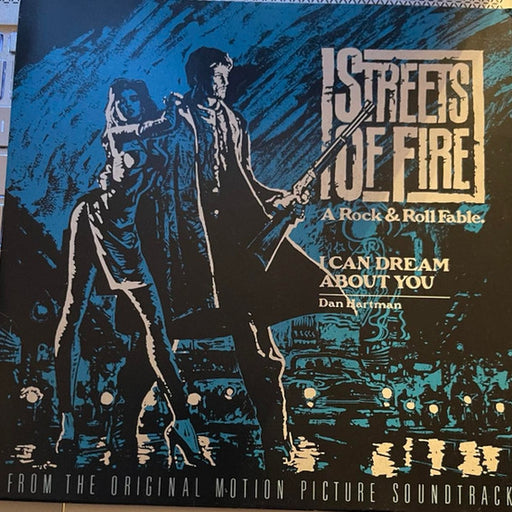 STREETS
OF FIRE
A Rock & Roll Fable.
I CAN DREAM
ABOUT YOU
Dan Hartman
FROM THE ORIGINAL MOTION PICTURE SOUNDTRACK